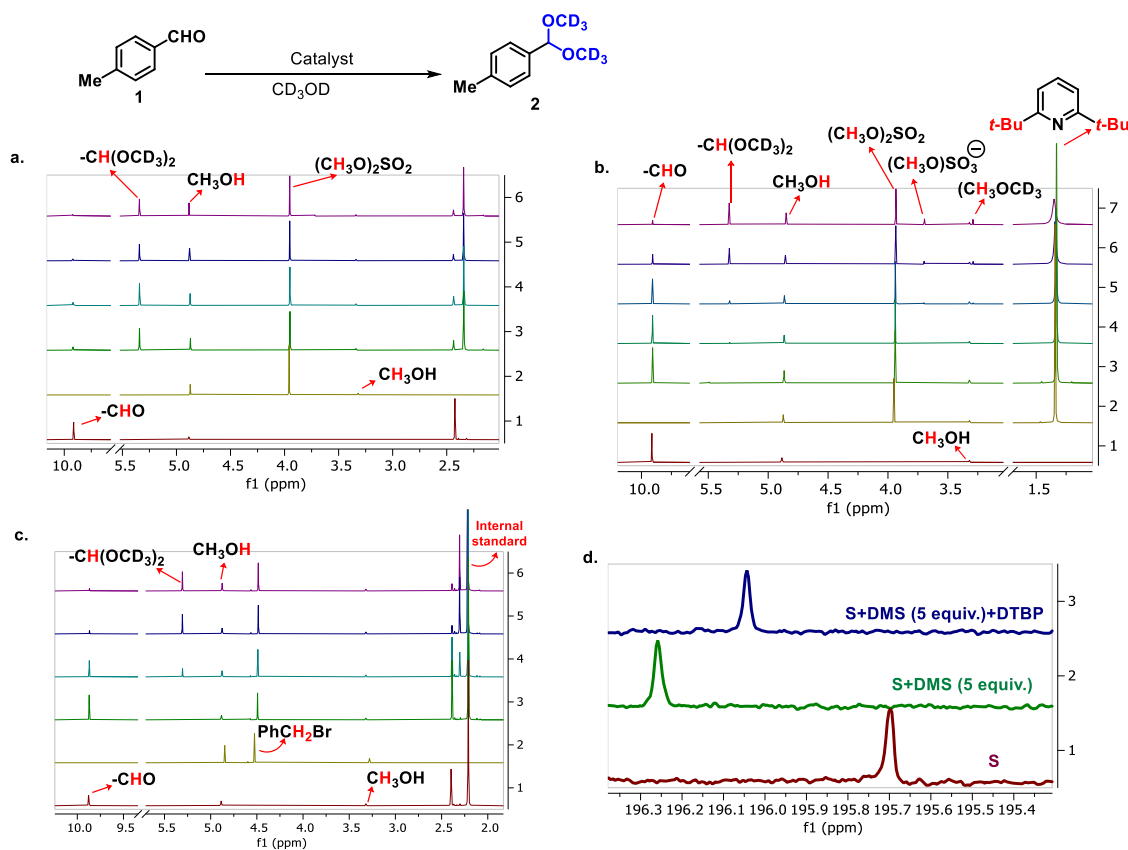 CHO
OCD3
Catalyst
OCD3
Me
CD3OD
Me
1
2
t-Bu
N
t-Bu
a.
-CH(OCD3)2
CH3OH
(CH3O)2SO2
6
5
4
3
2
1
CH3OH
-CHO
10.0
5.5
5.0
4.5
4.0
3.5
3.0
2.5
f1 (ppm)
b.
-CHO
-CH(OCD3)2
CH3OH
(CH3O)2SO2
(CH3O)SO3⊖
(CH3OCD3
7
6
5
4
3
2
1
CH3OH
10.0
5.5
5.0
4.5
4.0
3.5
1.5
f1 (ppm)
c.
-CH(OCD3)2
CH3OH
Internal
standard
6
5
4
3
2
1
PhCH2Br
-CHO
CH3OH
10.0
9.5
5.0
4.5
4.0
3.5
3.0
2.5
2.0
f1 (ppm)
d.
S+DMS (5 equiv.)+DTBP
3
S+DMS (5 equiv.)
2
S
1
196.3
196.2
196.1
196.0
195.9
195.8
195.7
195.6
195.5
195.4
f1 (ppm)